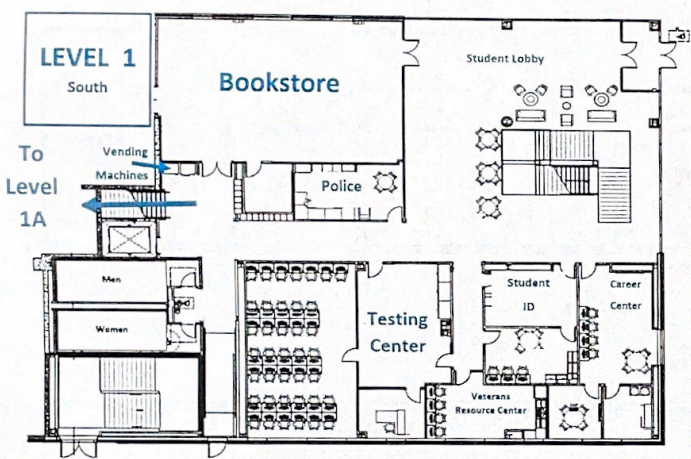 LEVEL 1
South
Bookstore
Student Lobby
To
Level
1A
Vending
Machines
Police
Men
Women
Testing
Center
Student
ID
Career
Center
Veterans
Resource Center